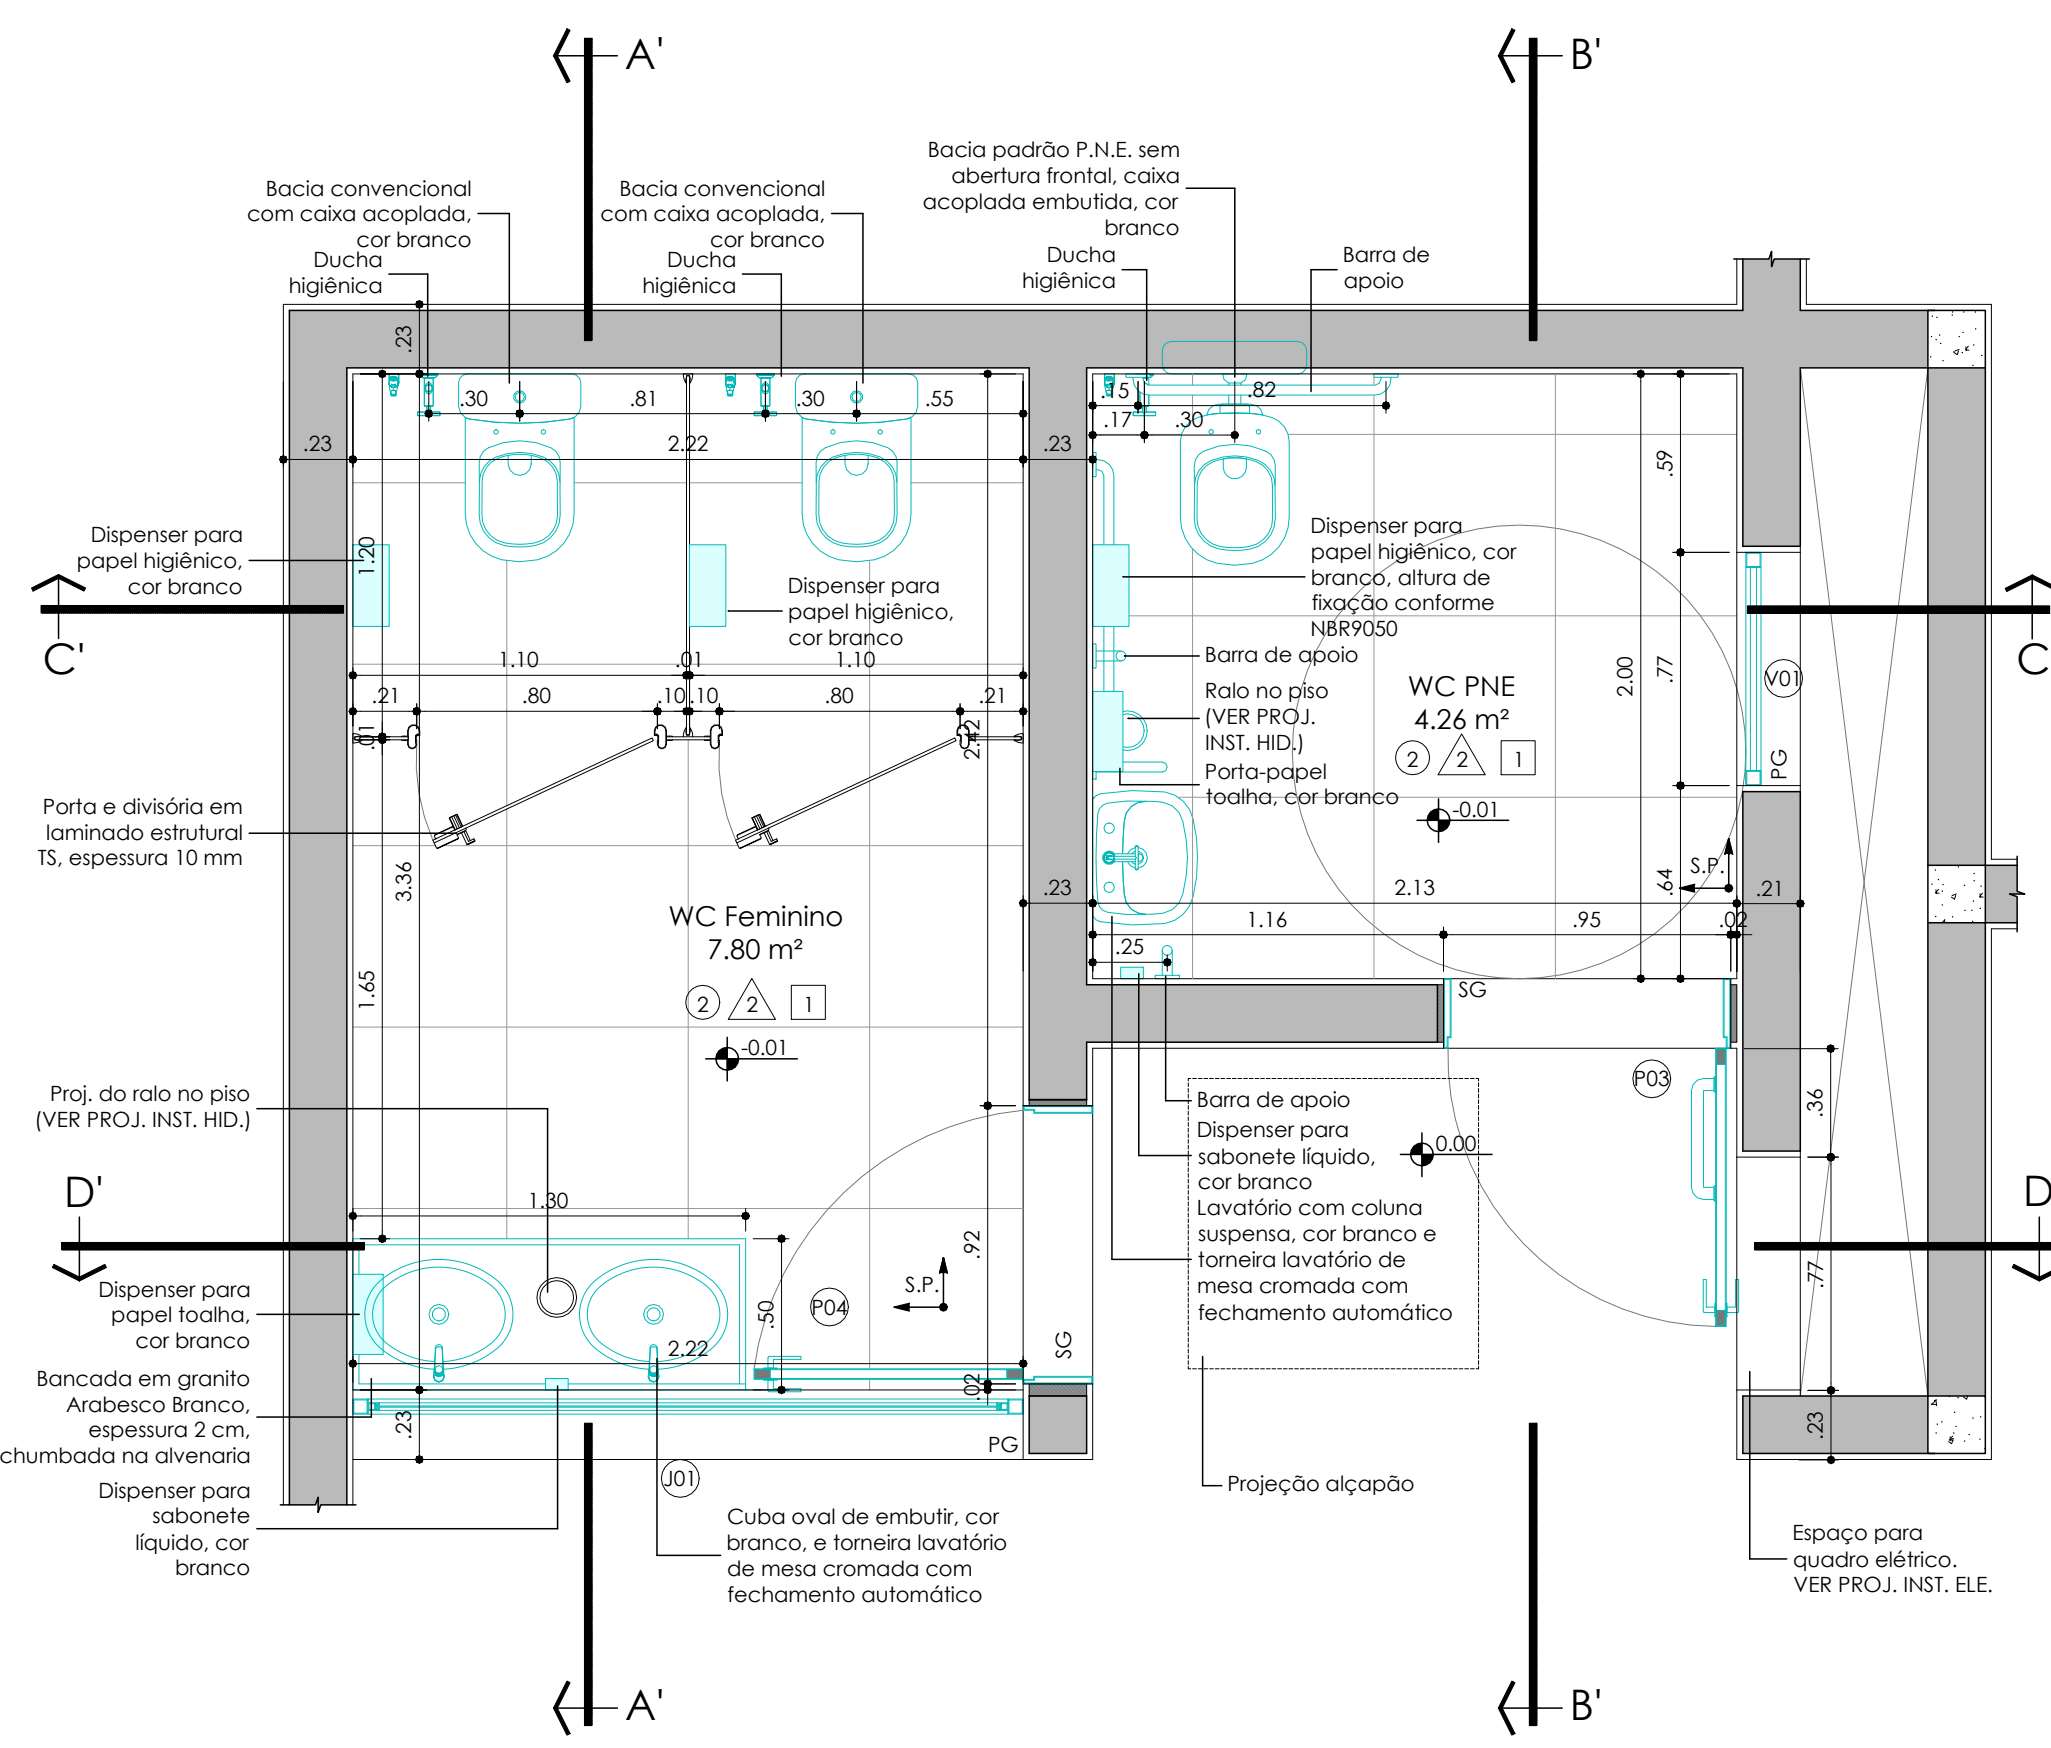 A'
B'
Bacia padrão P.N.E. sem
abertura frontal, caixa
acoplada embutida, cor
branco
Bacia convencional
com caixa acoplada,
cor branco
Bacia convencional
com caixa acoplada,
cor branco
Ducha
higiênica
Ducha
higiênica
Ducha
higiênica
Barra de
apoio
.23
.30
.81
.30
.55
.15
.82
.17
.30
.23
2.22
.23
.59
Dispenser para
papel higiênico,
cor branco
1.20
Dispenser para
papel higiênico,
cor branco
Dispenser para
papel higiênico, cor
branco, altura de
fixação conforme
NBR9050
C'
C
1.10
.01
1.10
Barra de apoio
.21
.80
.10
.10
.80
.21
.01
2.42
Ralo no piso
(VER PROJ.
INST. HID.)
WC PNE
4.26 m²
2
2
1
2.00
.77
V01
PG
Porta-papel
toalha, cor branco
-0.01
Porta e divisória em
laminado estrutural
TS, espessura 10 mm
3.36
.23
2.13
S.P.
.64
.21
WC Feminino
7.80 m²
1.16
.95
.02
.25
1.65
2
2
1
SG
-0.01
P03
Proj. do ralo no piso
(VER PROJ. INST. HID.)
Barra de apoio
Dispenser para
sabonete líquido,
cor branco
0.00
.36
D'
D
1.30
Lavatório com coluna
suspensa, cor branco e
torneira lavatório de
mesa cromada com
fechamento automático
.92
.77
Dispenser para
papel toalha,
cor branco
S.P.
P04
.50
2.22
SG
.02
Bancada em granito
Arabesco Branco,
espessura 2 cm,
chumbada na alvenaria
.23
PG
.23
J01
Projeção alçapão
Dispenser para
sabonete
líquido, cor
branco
Cuba oval de embutir, cor
branco, e torneira lavatório
de mesa cromada com
fechamento automático
Espaço para
quadro elétrico.
VER PROJ. INST. ELE.
A'
B'